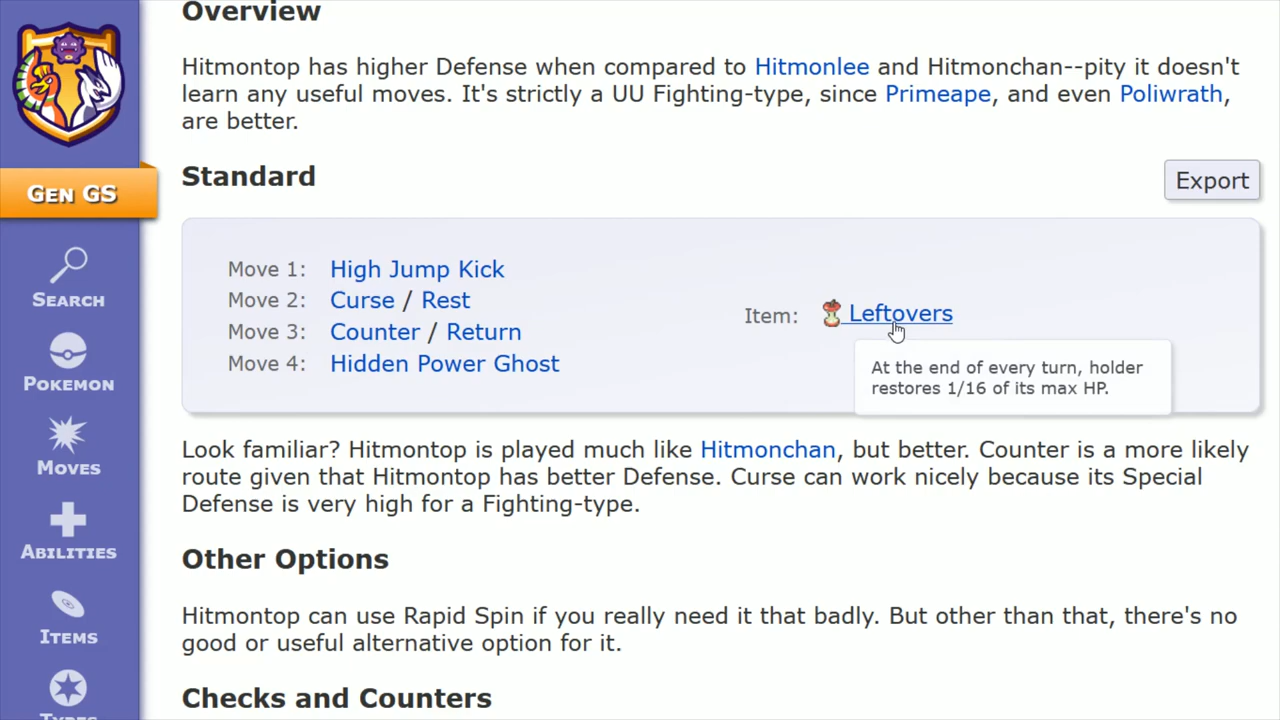 Overview
Hitmontop has higher Defense when compared to Hitmonlee and Hitmonchan--pity it doesn't
learn any useful moves. It's strictly a UU Fighting-type, since Primeape, and even Poliwrath,
are better.
GEN GS
Standard
Export
Move 1: High Jump Kick
Move 2: Curse / Rest
Move 3: Counter / Return
Move 4: Hidden Power Ghost
Item: Leftovers
At the end of every turn, holder
restores 1/16 of its max HP.
Look familiar? Hitmontop is played much like Hitmonchan, but better. Counter is a more likely
route given that Hitmontop has better Defense. Curse can work nicely because its Special
Defense is very high for a Fighting-type.
Other Options
Hitmontop can use Rapid Spin if you really need it that badly. But other than that, there's no
good or useful alternative option for it.
Checks and Counters
SEARCH
POKEMON
MOVES
ABILITIES
ITEMS
TYPES